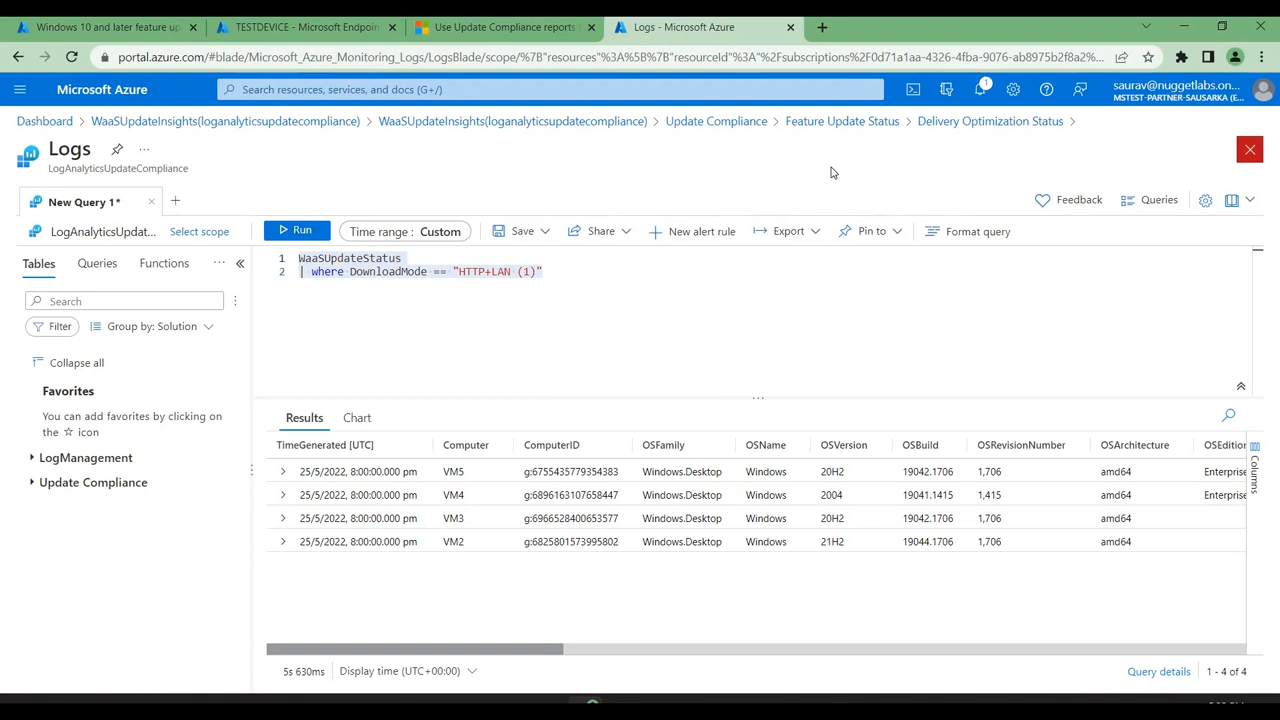 Windows 10 and later feature up
TESTDEVICE - Microsoft Endpoin
Use Update Compliance reports
Logs - Microsoft Azure
portal.azure.com/#blade/Microsoft_Azure_Monitoring_Logs/LogsBlade/scope/%7B"resources"%3A%5B%7B"resourceId"%3A"%2Fsubscriptions%2F0d71a1aa-4326-4fba-9076-ab75b5da2...
Microsoft Azure
Search resources, services, and docs (G+/)
1
saurav@nuggetlabs.on...
MSTEST-PARTNER-SAUSARKA (E...
Dashboard > WaaSUpdateInsights(loganalyticsupdatecompliance) > WaaSUpdateInsights(loganalyticsupdatecompliance) > Update Compliance > Feature Update Status > Delivery Optimization Status >
Logs
...
LogAnalyticsUpdateCompliance
New Query 1*
Feedback
Queries
LogAnalyticsUpdat...
Select scope
Run
Time range : Custom
Save
Share
New alert rule
Export
Pin to
Format query
Tables
Queries
Functions
...
1 WaaSUpdateStatus
2 | where DownloadMode == "HTTP+LAN (1)"
Search
Filter
Group by: Solution
Collapse all
Favorites
You can add favorites by clicking on
the ☆ icon
LogManagement
Update Compliance
Results
Chart
TimeGenerated [UTC] Computer ComputerID OSFamily OSName OSVersion OSBuild OSRevisionNumber OSArchitecture OSEdition
25/5/2022, 8:00:00.000 pm VM5 g:6755435779354383 Windows.Desktop Windows 20H2 19042.1706 1,706 amd64 Enterprise
25/5/2022, 8:00:00.000 pm VM4 g:6896163107658447 Windows.Desktop Windows 2004 19041.1415 1,415 amd64 Enterprise
25/5/2022, 8:00:00.000 pm VM3 g:6966528400653577 Windows.Desktop Windows 20H2 19042.1706 1,706 amd64
25/5/2022, 8:00:00.000 pm VM2 g:6825801573995802 Windows.Desktop Windows 21H2 19044.1706 1,706 amd64
Columns
5s 630ms
Display time (UTC+00:00)
Query details
1 - 4 of 4